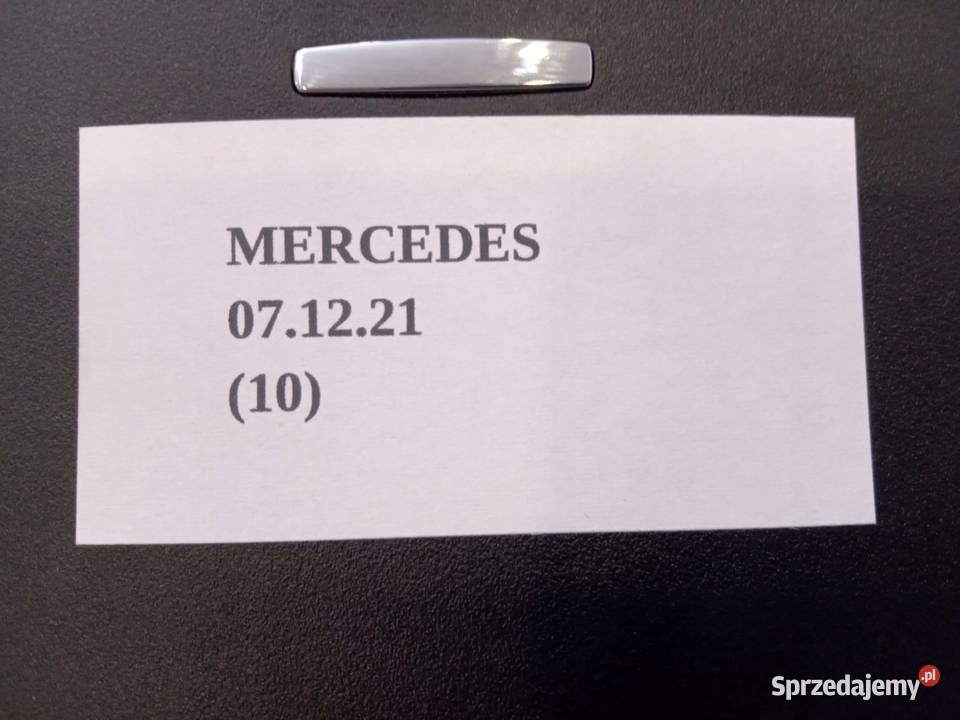 MERCEDES
07.12.21
(10)
Sprzedajemy.pl